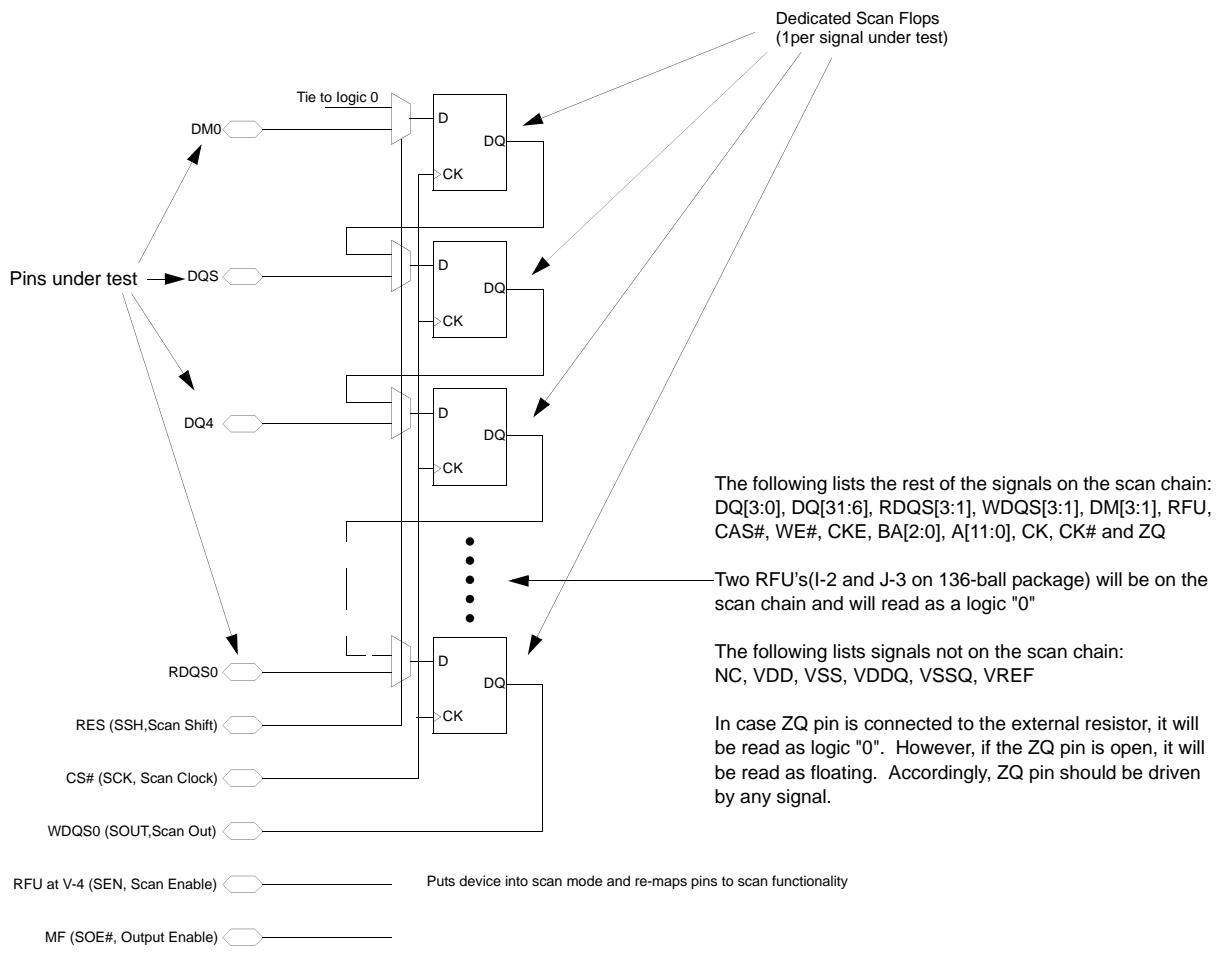 Dedicated Scan Flops
(1per signal under test)
Tie to logic 0
D
DM0
DQ
CK
D
Pins under test
DQS
DQ
CK
D
DQ4
DQ
CK
The following lists the rest of the signals on the scan chain:
DQ[3:0], DQ[31:6], RDQS[3:1], WDQS[3:1], DM[3:1], RFU,
CAS#, WE#, CKE, BA[2:0], A[11:0], CK, CK# and ZQ
Two RFU's(I-2 and J-3 on 136-ball package) will be on the
scan chain and will read as a logic "0"
The following lists signals not on the scan chain:
NC, VDD, VSS, VDDQ, VSSQ, VREF
In case ZQ pin is connected to the external resistor, it will
be read as logic "0".  However, if the ZQ pin is open, it will
be read as floating.  Accordingly, ZQ pin should be driven
by any signal.
D
RDQS0
DQ
CK
RES (SSH,Scan Shift)
CS# (SCK, Scan Clock)
WDQS0 (SOUT,Scan Out)
RFU at V-4 (SEN, Scan Enable)
Puts device into scan mode and re-maps pins to scan functionality
MF (SOE#, Output Enable)